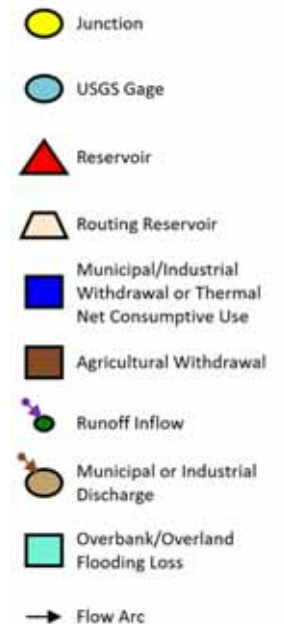 Junction
USGS Gage
Reservoir
Routing Reservoir
Municipal/Industrial
Withdrawal or Thermal
Net Consumptive Use
Agricultural Withdrawal
Runoff Inflow
Municipal or Industrial
Discharge
Overbank/Overland
Flooding Loss
Flow Arc